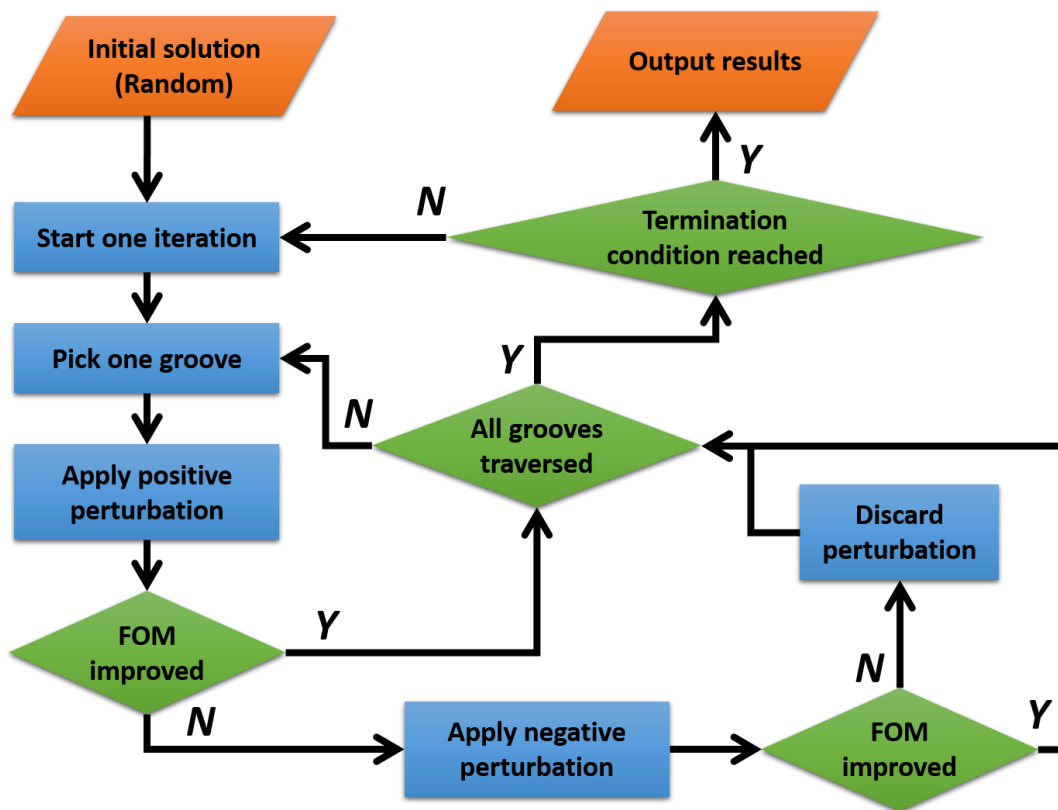 Initial solution
(Random)
Output results
Y
N
Termination
condition reached
Start one iteration
Y
Pick one groove
N
All grooves
traversed
Apply positive
perturbation
Discard
perturbation
FOM
improved
Y
N
N
Y
Apply negative
perturbation
FOM
improved